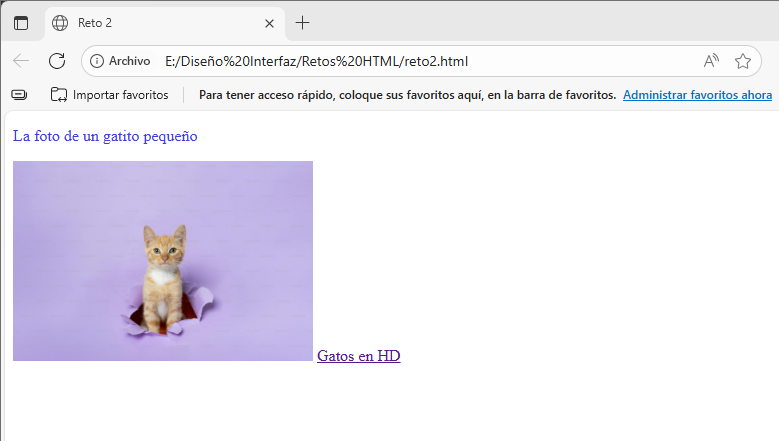 Reto 2
Archivo E:/Diseño%20Interfaz/Retos%20HTML/reto2.html
Importar favoritos Para tener acceso rápido, coloque sus favoritos aquí, en la barra de favoritos. Administrar favoritos ahora
La foto de un gatito pequeño
Gatos en HD